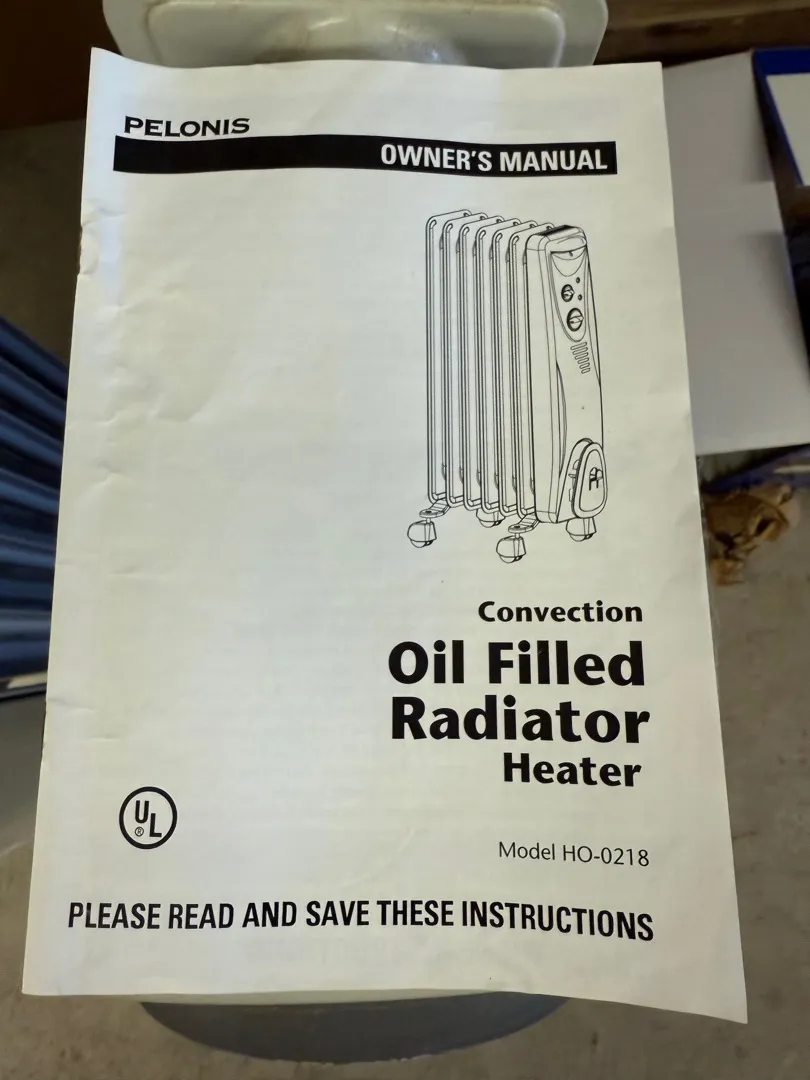 PELONIS
OWNER'S MANUAL
Convection
Oil Filled
Radiator
Heater
UL
®
Model HO-0218
PLEASE READ AND SAVE THESE INSTRUCTIONS